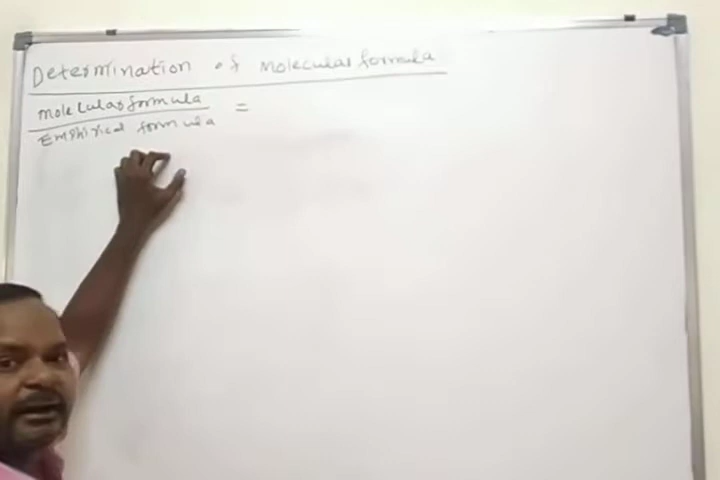 Determination of Molecular formula
molecular formula =
Emphirical formula